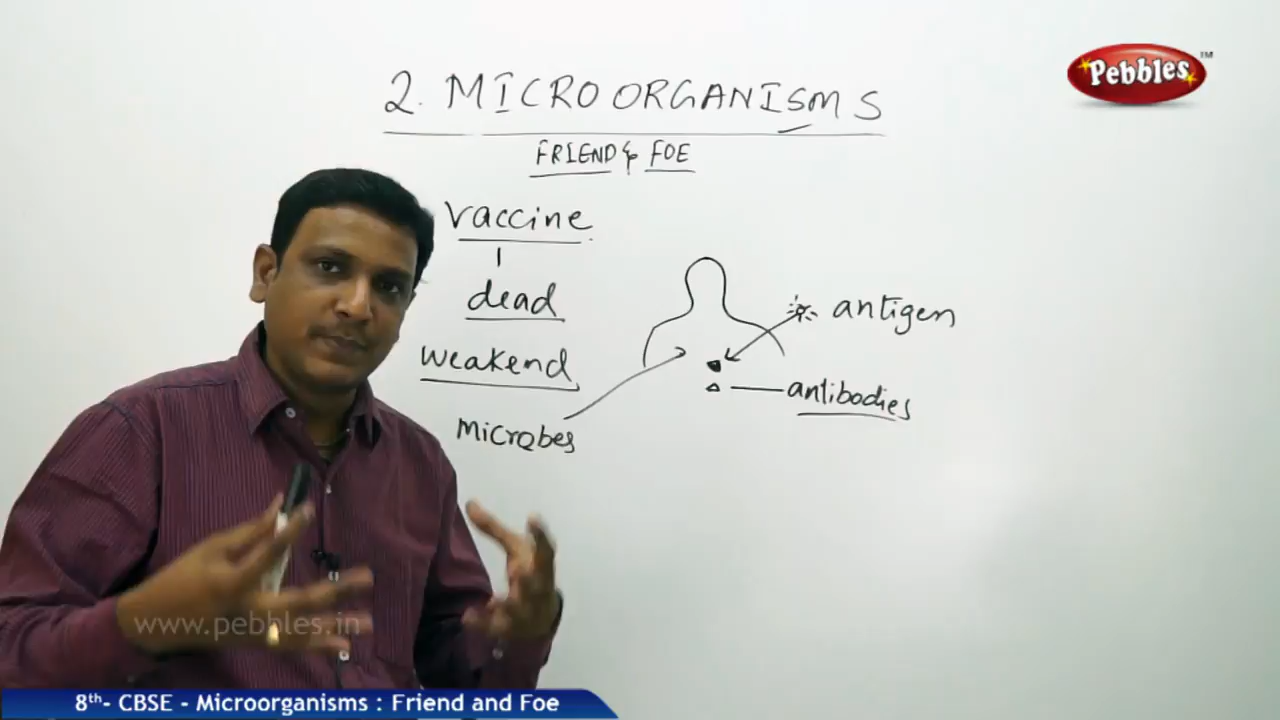 Pebbles™
2. MICROORGANISMS
FRIEND & FOE
Vaccine
dead
antigen
weakend
antibodies
Microbes
www.pebbles.in
8th- CBSE - Microorganisms : Friend and Foe